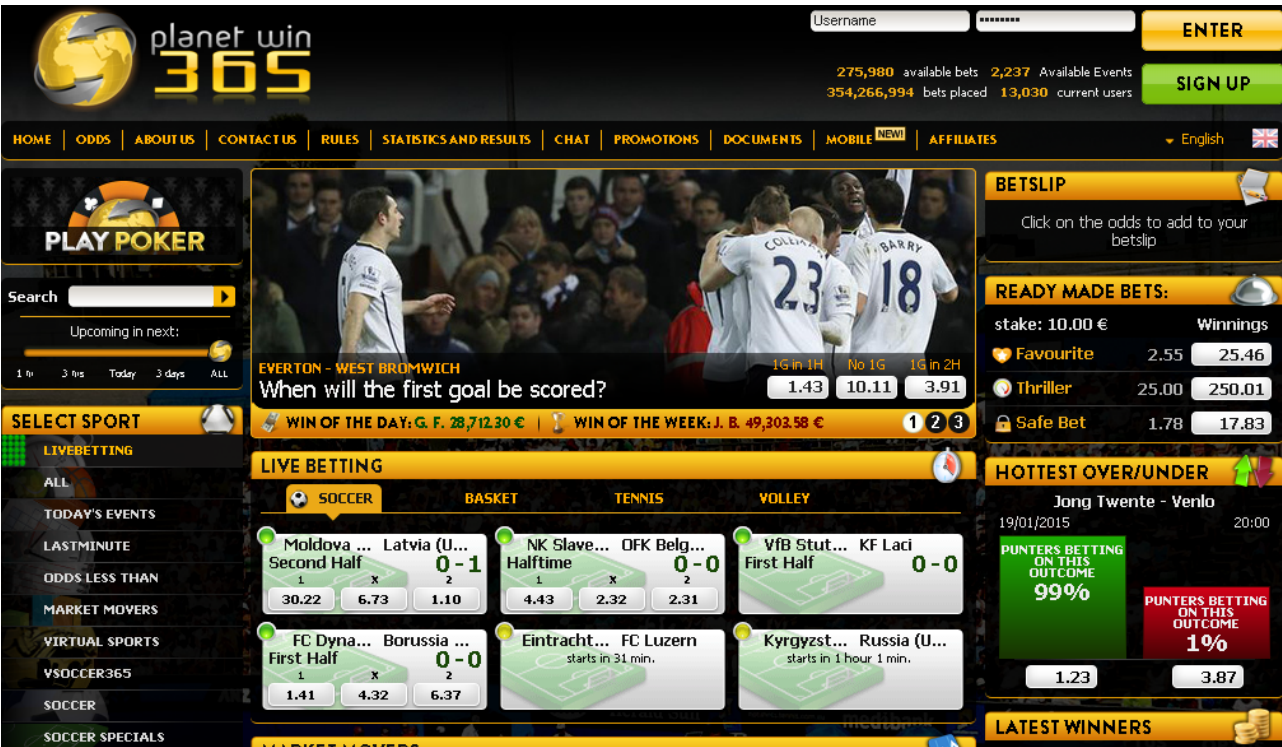 planet win
365
Username
ENTER
275,980 available bets 2,237 Available Events
354,266,994 bets placed 13,030 current users
SIGN UP
HOME ODDS ABOUT US CONTACT US RULES STATISTICS AND RESULTS CHAT PROMOTIONS DOCUMENTS MOBILE NEW! AFFILIATES English
PLAY POKER
Search
Upcoming in next:
1 hr 3 hrs Today 3 days ALL
SELECT SPORT
LIVEBETTING
ALL
TODAY'S EVENTS
LASTMINUTE
ODDS LESS THAN
MARKET MOVERS
VIRTUAL SPORTS
VSOCCER365
SOCCER
SOCCER SPECIALS
COLEMAN
23
BARRY
18
EVERTON - WEST BROMWICH
When will the first goal be scored?
1G in 1H No 1G 1G in 2H
1.43 10.11 3.91
WIN OF THE DAY: G. F. 28,712.30 € | WIN OF THE WEEK: J. B. 49,303.58 € 1 2 3
LIVE BETTING
SOCCER BASKET TENNIS VOLLEY
Moldova ... Latvia (U...
Second Half 0 - 1
1 X 2
30.22 6.73 1.10
NK Slave... OFK Belg...
Halftime 0 - 0
1 X 2
4.43 2.32 2.31
VfB Stut... KF Laci
First Half 0 - 0
FC Dyna... Borussia ...
First Half 0 - 0
1 X 2
1.41 4.32 6.37
Eintracht... FC Luzern
starts in 31 min.
Kyrgyzst... Russia (U...
starts in 1 hour 1 min.
medibank
MARKET MOVERS
BETSLIP
Click on the odds to add to your
betslip
READY MADE BETS:
stake: 10.00 € Winnings
Favourite 2.55 25.46
Thriller 25.00 250.01
Safe Bet 1.78 17.83
HOTTEST OVER/UNDER
Jong Twente - Venlo
19/01/2015 20:00
PUNTERS BETTING
ON THIS
OUTCOME
99%
PUNTERS BETTING
ON THIS
OUTCOME
1%
1.23 3.87
LATEST WINNERS